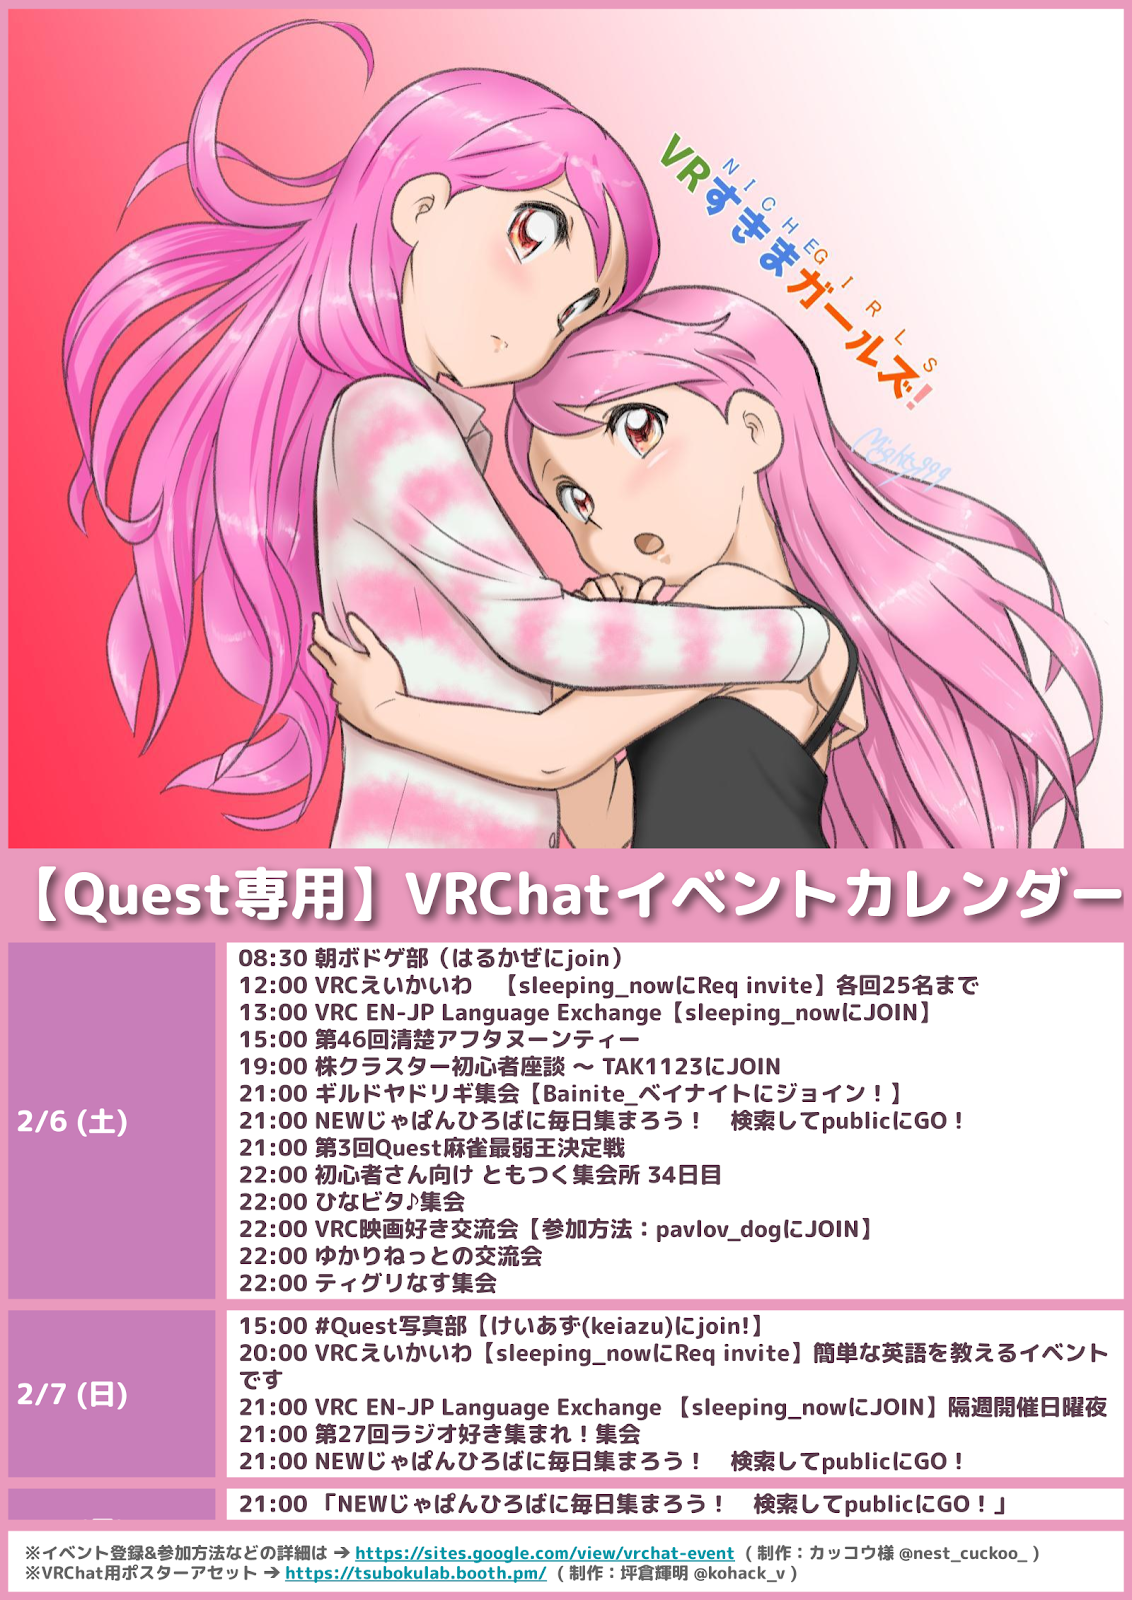 NICHE GIRLS
VRすきまガールズ!
Mighty999
【Quest専用】VRChatイベントカレンダー
2/6 (土)
08:30 朝ボドゲ部（はるかぜにjoin）
12:00 VRCえいかいわ　【sleeping_nowにReq invite】各回25名まで
13:00 VRC EN-JP Language Exchange【sleeping_nowにJOIN】
15:00 第46回清楚アフタヌーンティー
19:00 株クラスター初心者座談 ～ TAK1123にJOIN
21:00 ギルドヤドリギ集会【Bainite_ベイナイトにジョイン！】
21:00 NEWじゃぱんひろばに毎日集まろう！　検索してpublicにGO！
21:00 第3回Quest麻雀最弱王決定戦
22:00 初心者さん向け ともつく集会所 34日目
22:00 ひなビタ♪集会
22:00 VRC映画好き交流会【参加方法：pavlov_dogにJOIN】
22:00 ゆかりねっとの交流会
22:00 ティグリなす集会
2/7 (日)
15:00 #Quest写真部【けいあず(keiazu)にjoin!】
20:00 VRCえいかいわ【sleeping_nowにReq invite】簡単な英語を教えるイベント
です
21:00 VRC EN-JP Language Exchange 【sleeping_nowにJOIN】隔週開催日曜夜
21:00 第27回ラジオ好き集まれ！集会
21:00 NEWじゃぱんひろばに毎日集まろう！　検索してpublicにGO！
21:00 「NEWじゃぱんひろばに毎日集まろう！　検索してpublicにGO！」
※イベント登録&参加方法などの詳細は → https://sites.google.com/view/vrchat-event （制作：カッコウ様 @nest_cuckoo_ ）
※VRChat用ポスターアセット → https://tsubokulab.booth.pm/ （制作：坪倉輝明 @kohack_v ）